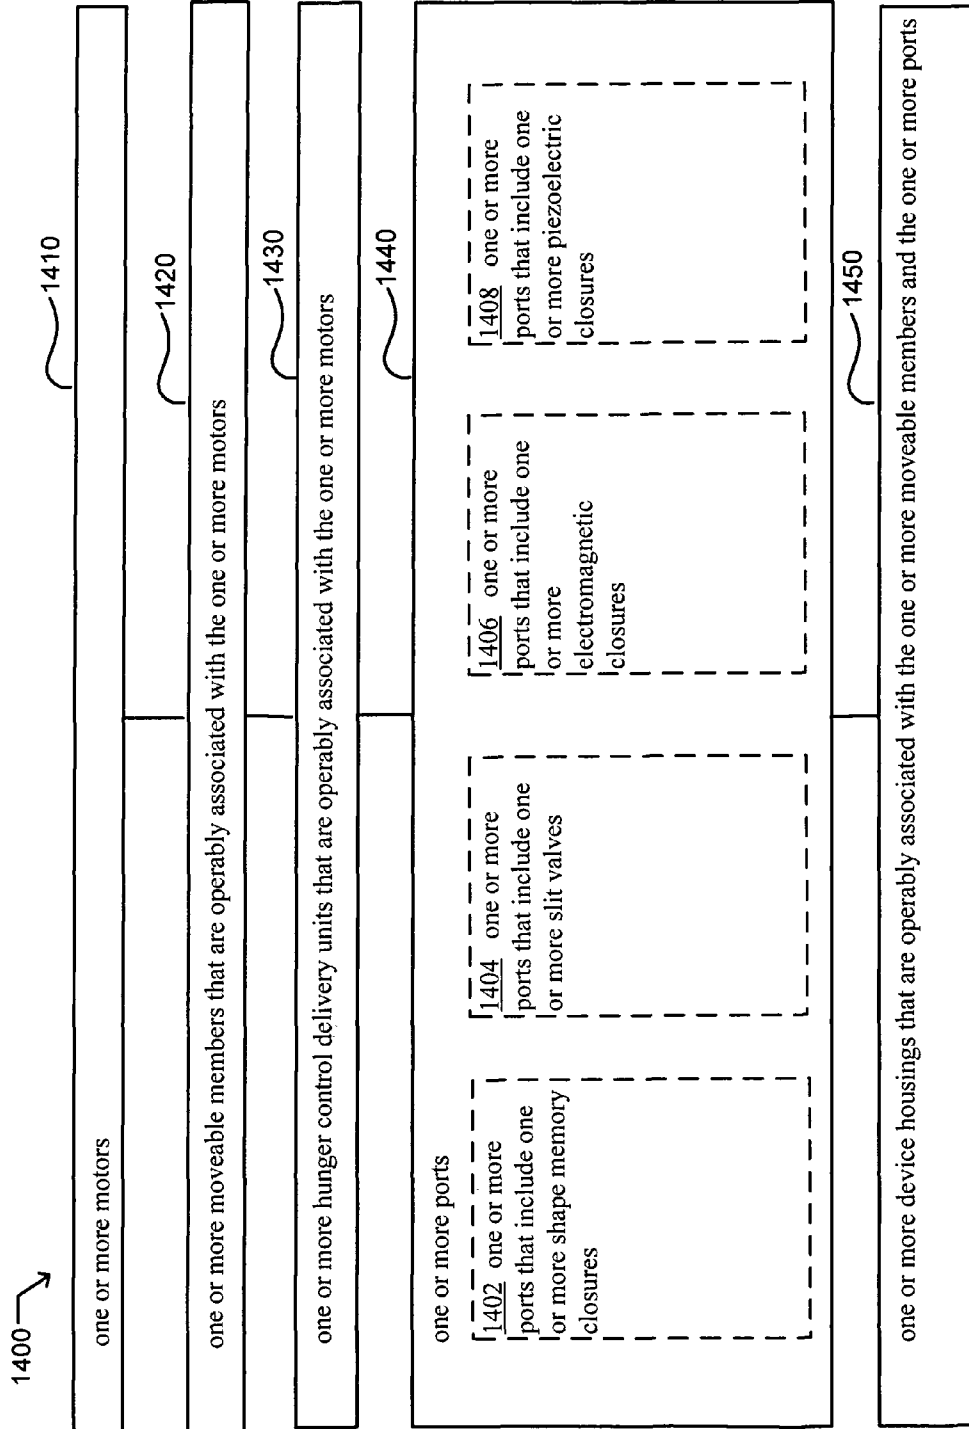 1400
1410
one or more motors
1420
one or more moveable members that are operably associated with the one or more motors
1430
one or more hunger control delivery units that are operably associated with the one or more motors
1440
one or more ports
1402 one or more
ports that include one
or more shape memory
closures
1404 one or more
ports that include one
or more slit valves
1406 one or more
ports that include one
or more
electromagnetic
closures
1408 one or more
ports that include one
or more piezoelectric
closures
1450
one or more device housings that are operably associated with the one or more moveable members and the one or more ports